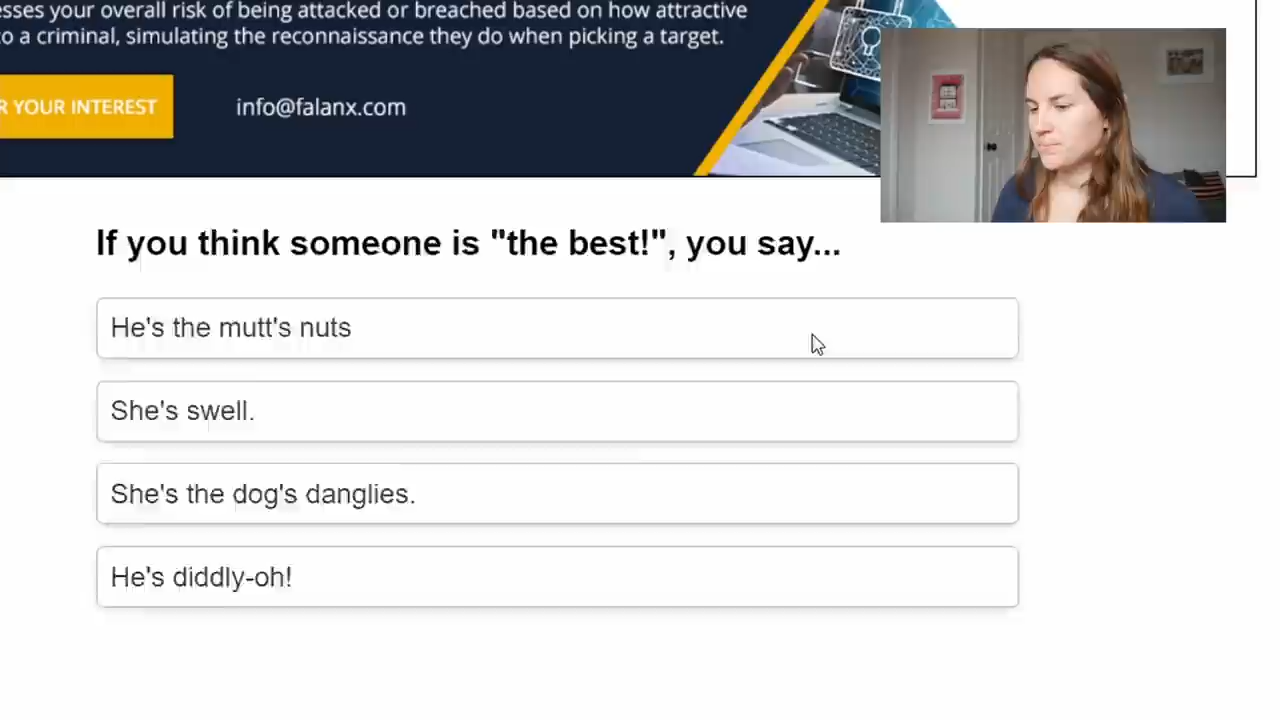 esses your overall risk of being attacked or breached based on how attractive
o a criminal, simulating the reconnaissance they do when picking a target.
R YOUR INTEREST
info@falanx.com
If you think someone is "the best!", you say...
He's the mutt's nuts
She's swell.
She's the dog's danglies.
He's diddly-oh!